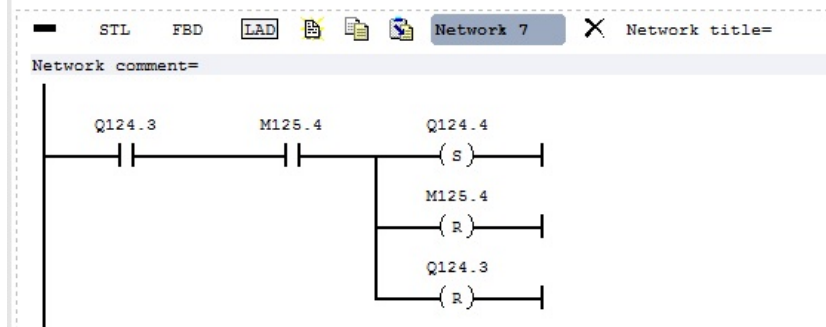 STL FBD LAD Network 7 Network title=
Network comment=
Q124.3 M125.4 Q124.4
S
M125.4
R
Q124.3
R